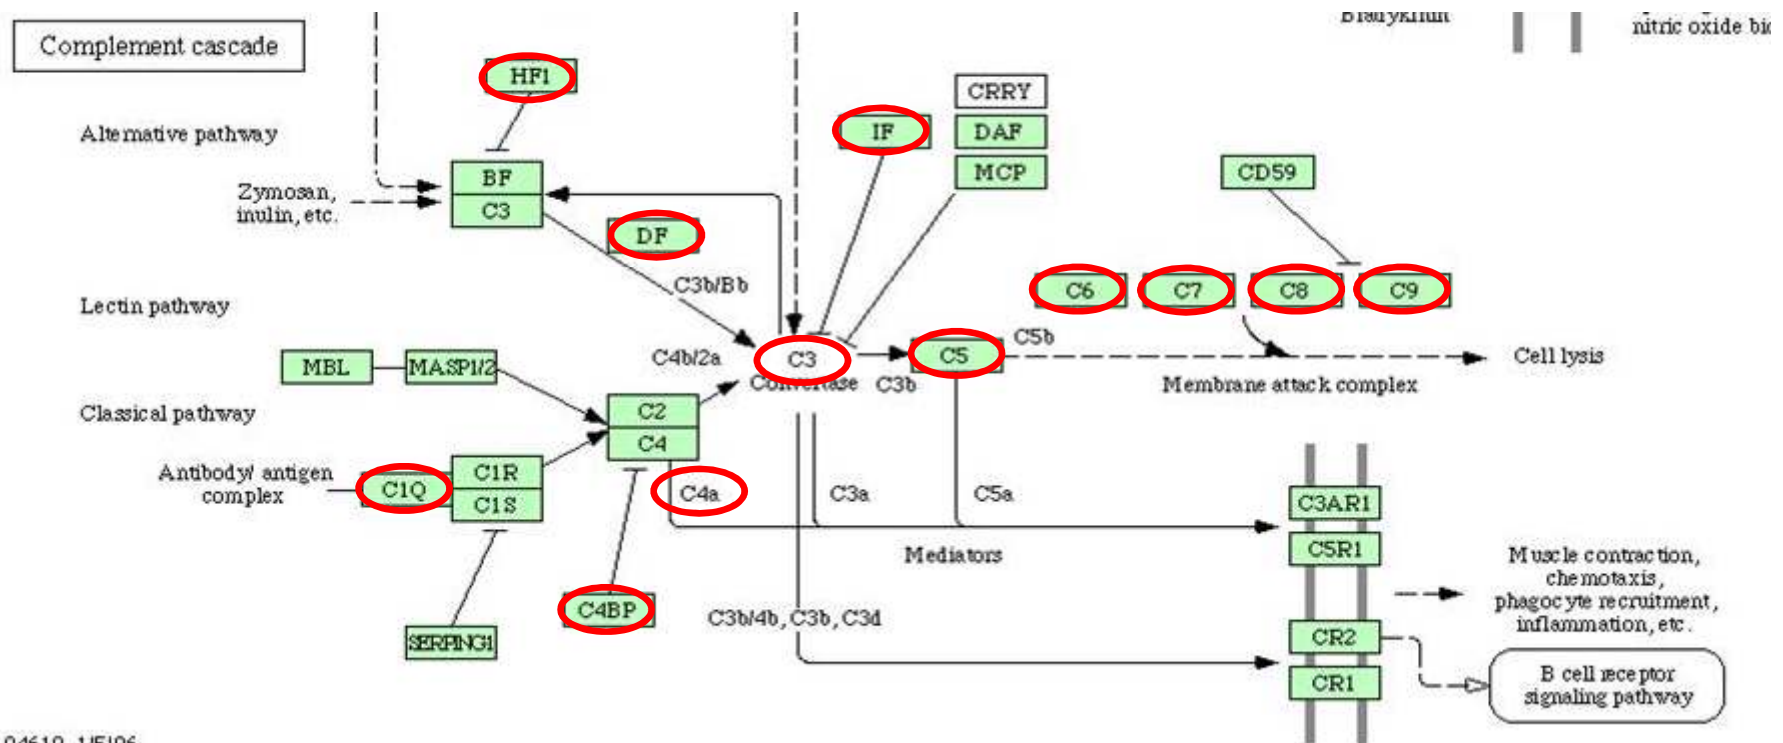 Complement cascade
nitric oxide
HF1
CRRY
IF
DAF
MCP
Alternative pathway
BF
C3
Zymosan,
inulin, etc.
CD59
DF
C3b/Bb
C6
C7
C8
C9
Lectin pathway
C4b/2a
C3
Convertase
C3b
C5
C5b
Cell lysis
Membrane attack complex
MBL
MASP1/2
Classical pathway
C2
C4
Antibody/ antigen
complex
C1Q
C1R
C1S
C4a
C3a
C5a
C3AR1
C5R1
Mediators
Muscle contraction,
chemotaxis,
phagocyte recruitment,
inflammation, etc.
C4BP
SERPING1
C3b/4b, C3b, C3d
CR2
CR1
B cell receptor
signaling pathway